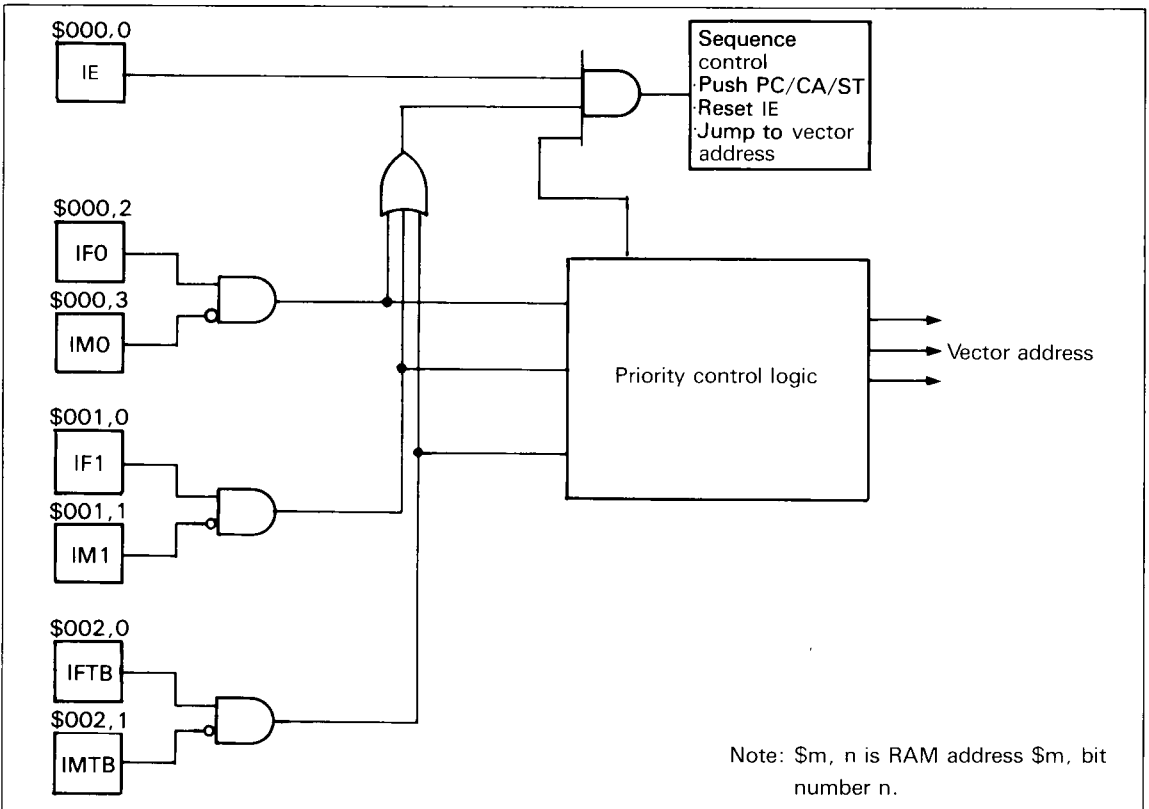 $000,0
IE
Sequence
control
·Push PC/CA/ST
·Reset IE
·Jump to vector
address
$000,2
IF0
$000,3
IM0
Priority control logic
Vector address
$001,0
IF1
$001,1
IM1
$002,0
IFTB
$002,1
IMTB
Note: $m, n is RAM address $m, bit
number n.